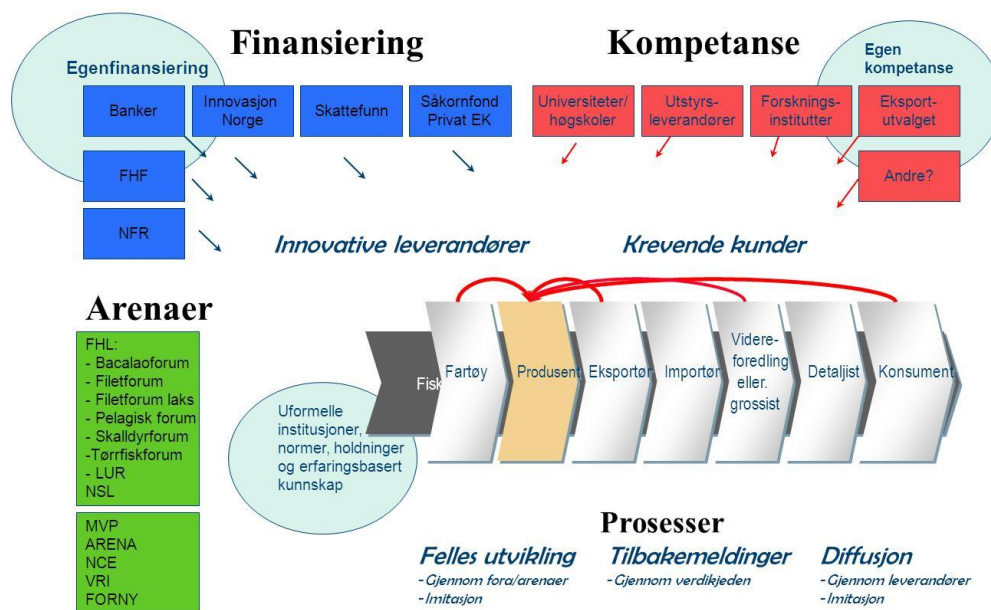 Finansiering
Kompetanse
Egenfinansiering
Egen
kompetanse
Banker
Innovasjon
Norge
Skattefunn
Såkornfond
Privat EK
Universiteter/
høgskoler
Utstyrs-
leverandører
Forsknings-
institutter
Eksport-
utvalget
FHF
Andre?
NFR
Innovative leverandører
Krevende kunder
Arenaer
FHL:
- Bacalaoforum
- Filetforum
- Filetforum laks
- Pelagisk forum
- Skalldyrforum
-Tørrfiskforum
- LUR
NSL
MVP
ARENA
NCE
VRI
FORNY
Uformelle
institusjoner,
normer, holdninger
og erfaringsbasert
kunnskap
Fisk
Fartøy
Produsent
Eksportør
Importør
Videre-
foredling
eller.
grossist
Detaljist
Konsument
Prosesser
Felles utvikling
- Gjennom fora/arenaer
- Imitasjon
Tilbakemeldinger
- Gjennom verdikjeden
Diffusjon
- Gjennom leverandører
- Imitasjon